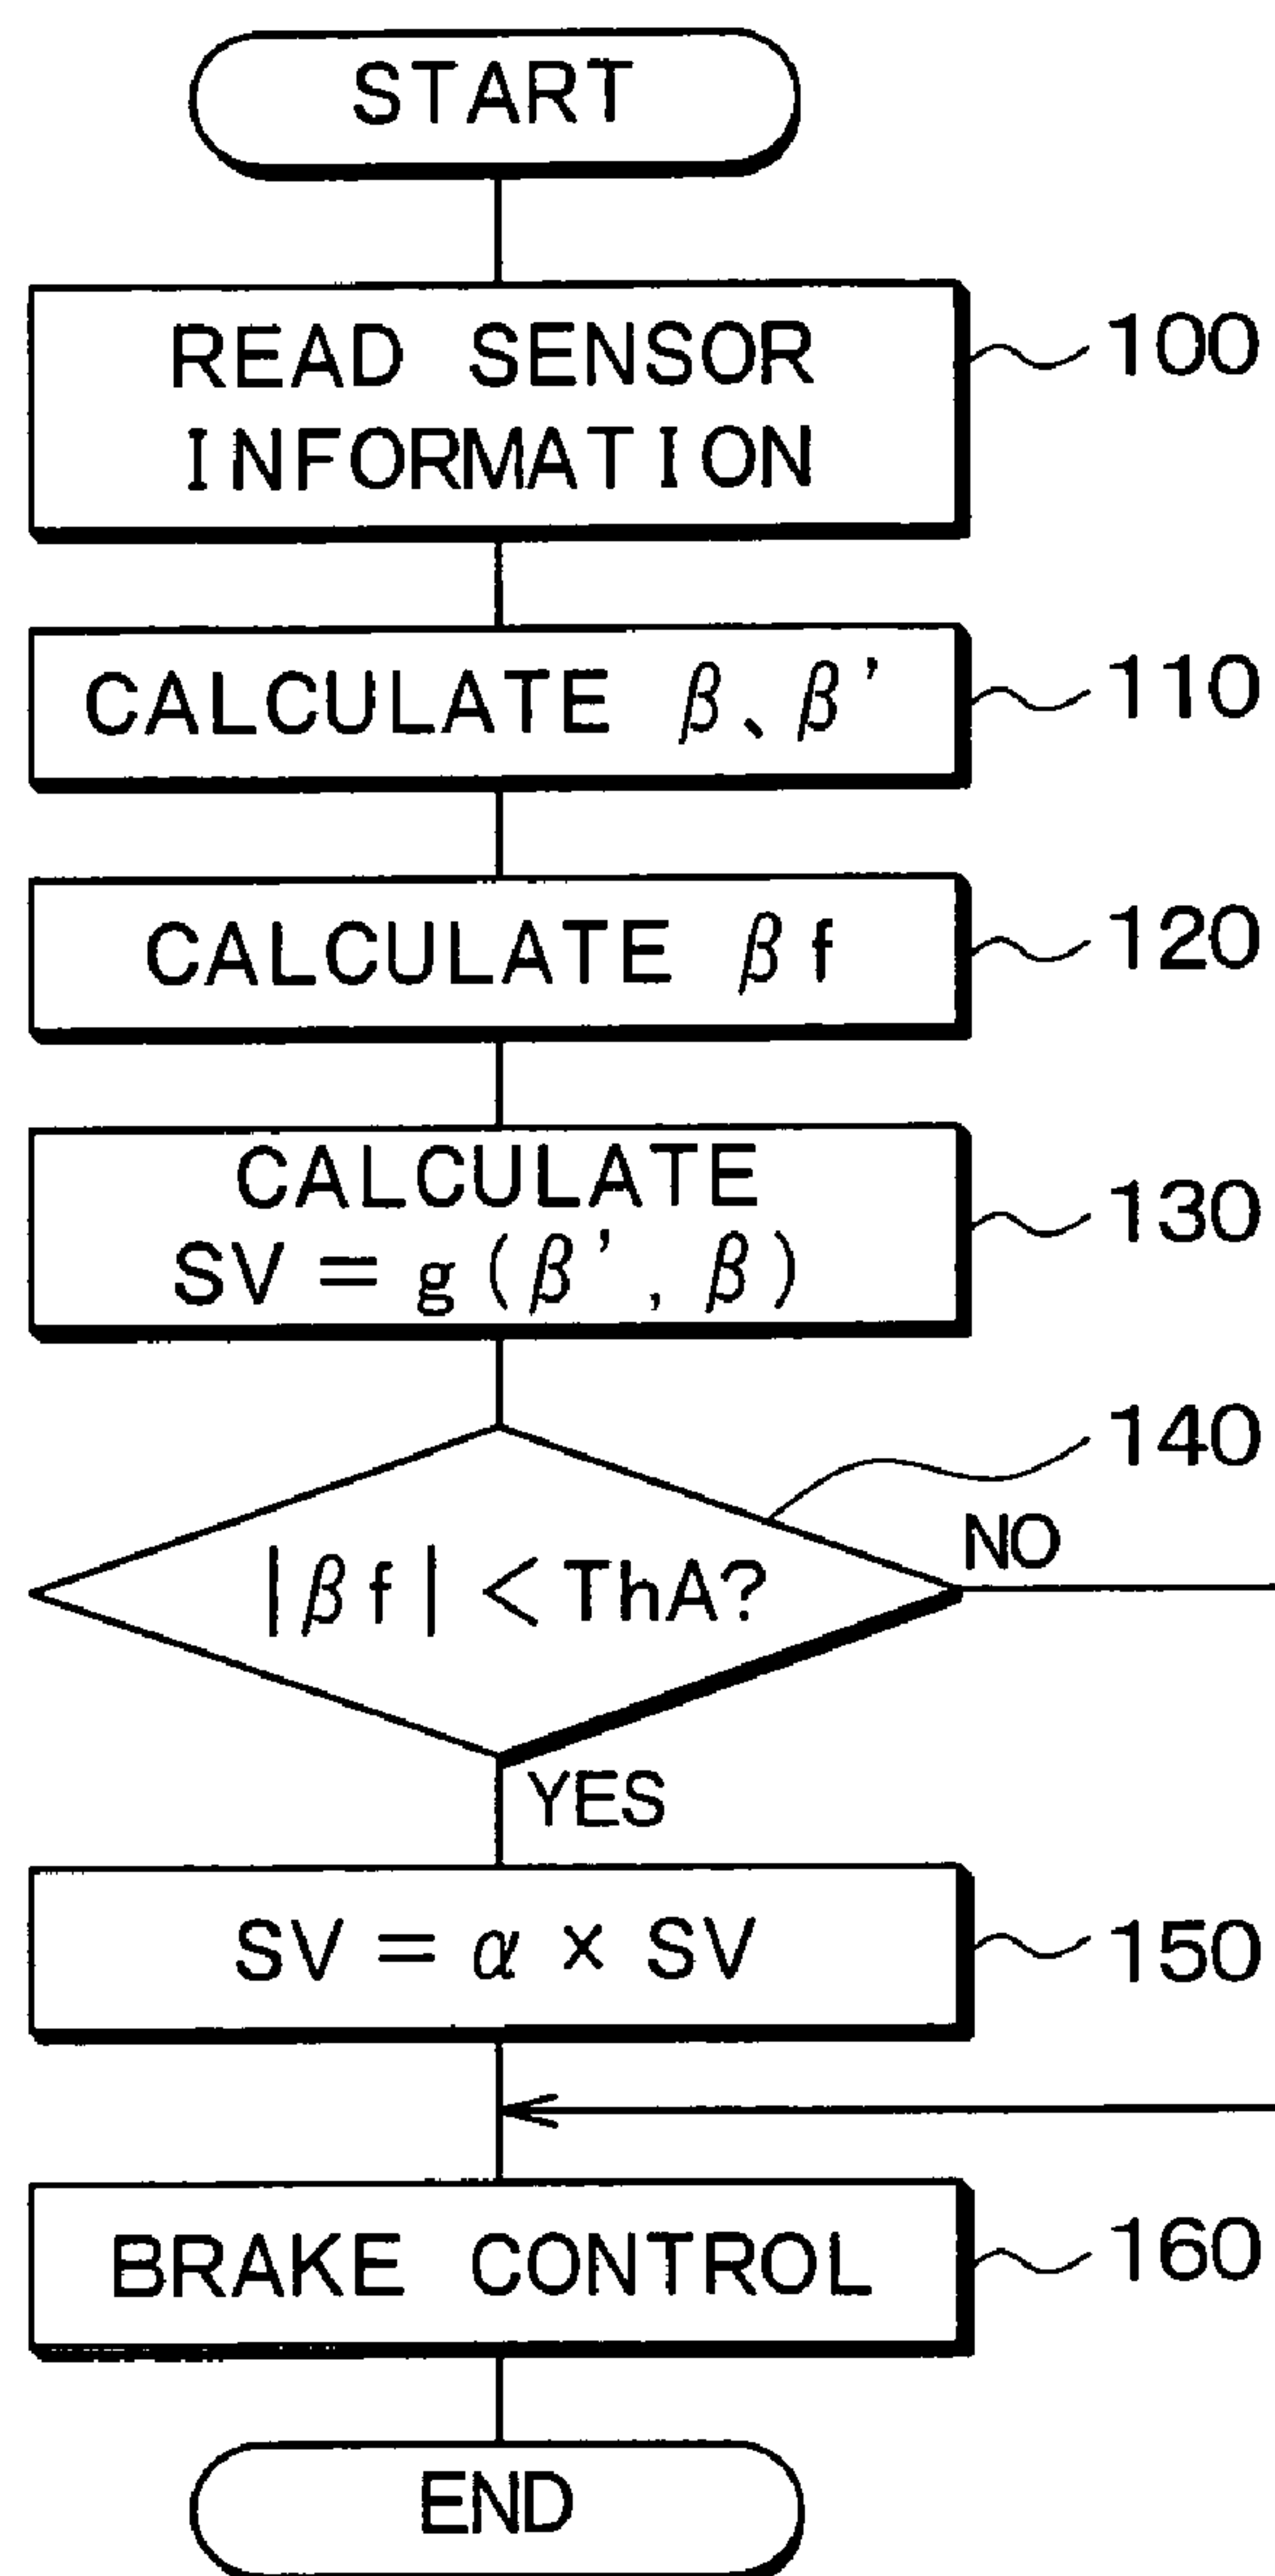 START
READ SENSOR
INFORMATION
100
CALCULATE β、β'
110
CALCULATE βf
120
CALCULATE
SV = g (β', β)
130
140
|βf| < ThA?
NO
YES
SV = α × SV
150
BRAKE CONTROL
160
END